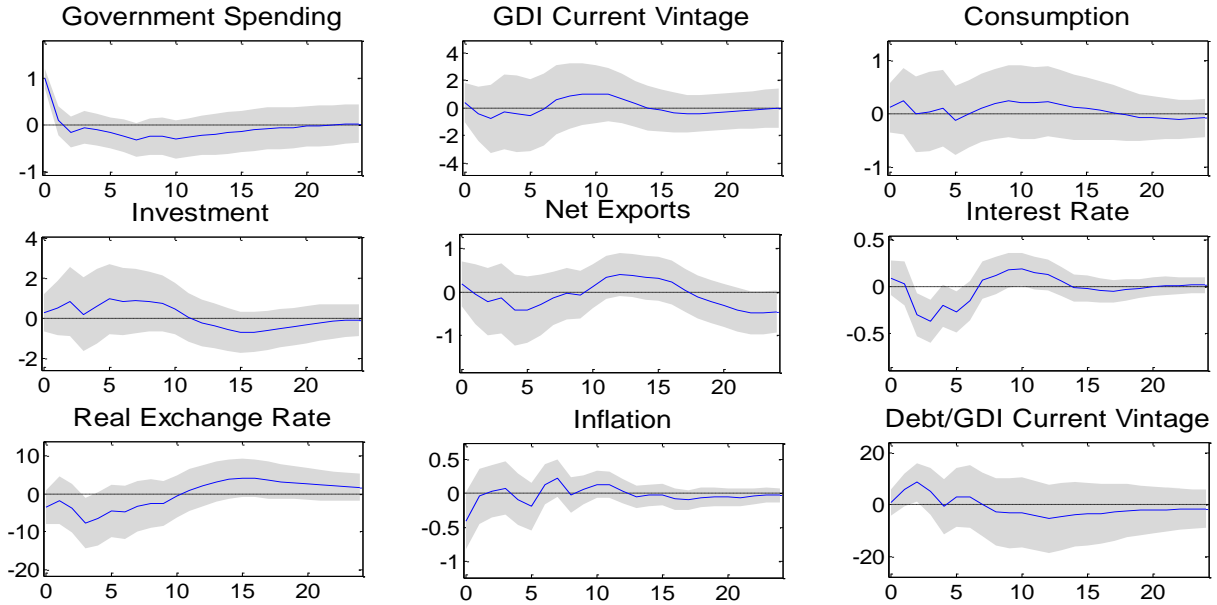 Government Spending
GDI Current Vintage
Consumption
1
0
-1
0 5 10 15 20
4
2
0
-2
-4
0 5 10 15 20
1
0
-1
0 5 10 15 20
Investment
Net Exports
Interest Rate
4
2
0
-2
0 5 10 15 20
1
0
-1
0 5 10 15 20
0.5
0
-0.5
0 5 10 15 20
Real Exchange Rate
Inflation
Debt/GDI Current Vintage
10
0
-10
-20
0 5 10 15 20
0.5
0
-0.5
-1
0 5 10 15 20
20
0
-20
0 5 10 15 20